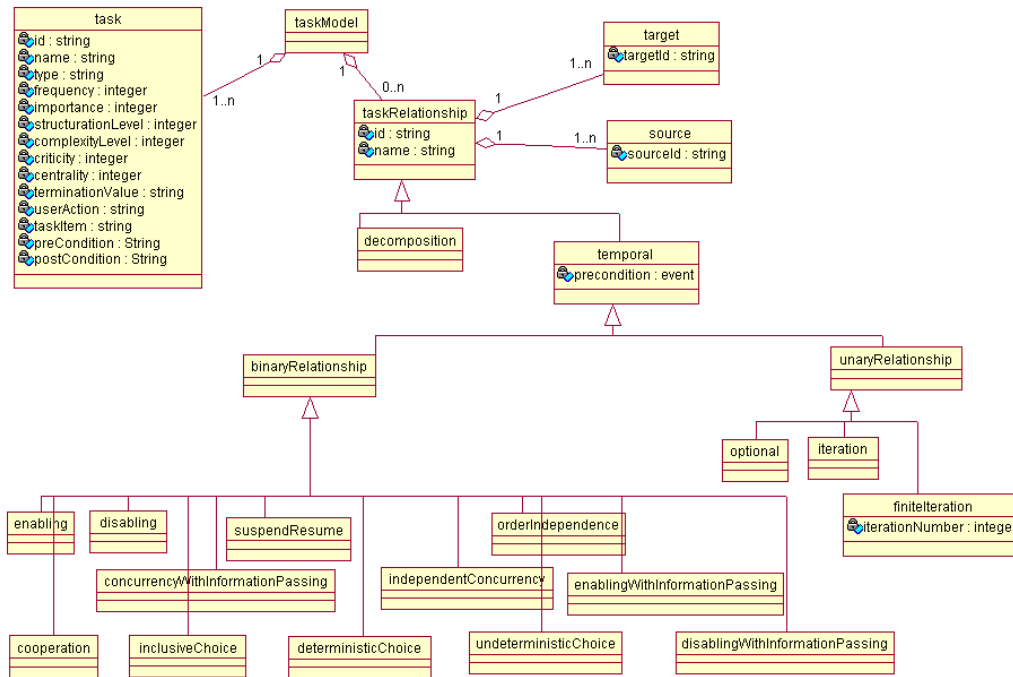 task
id : string
name : string
type : string
frequency : integer
importance : integer
structurationLevel : integer
complexityLevel : integer
criticity : integer
centrality : integer
terminationValue : string
userAction : string
taskItem : string
preCondition : String
postCondition : String
taskModel
1
1..n
1
0..n
taskRelationship
id : string
name : string
1
1..n
target
targetId : string
1
1..n
source
sourceId : string
decomposition
temporal
precondition : event
binaryRelationship
unaryRelationship
optional
iteration
finiteIteration
iterationNumber : integer
enabling
disabling
suspendResume
orderIndependence
concurrencyWithInformationPassing
independentConcurrency
enablingWithInformationPassing
cooperation
inclusiveChoice
deterministicChoice
undeterministicChoice
disablingWithInformationPassing